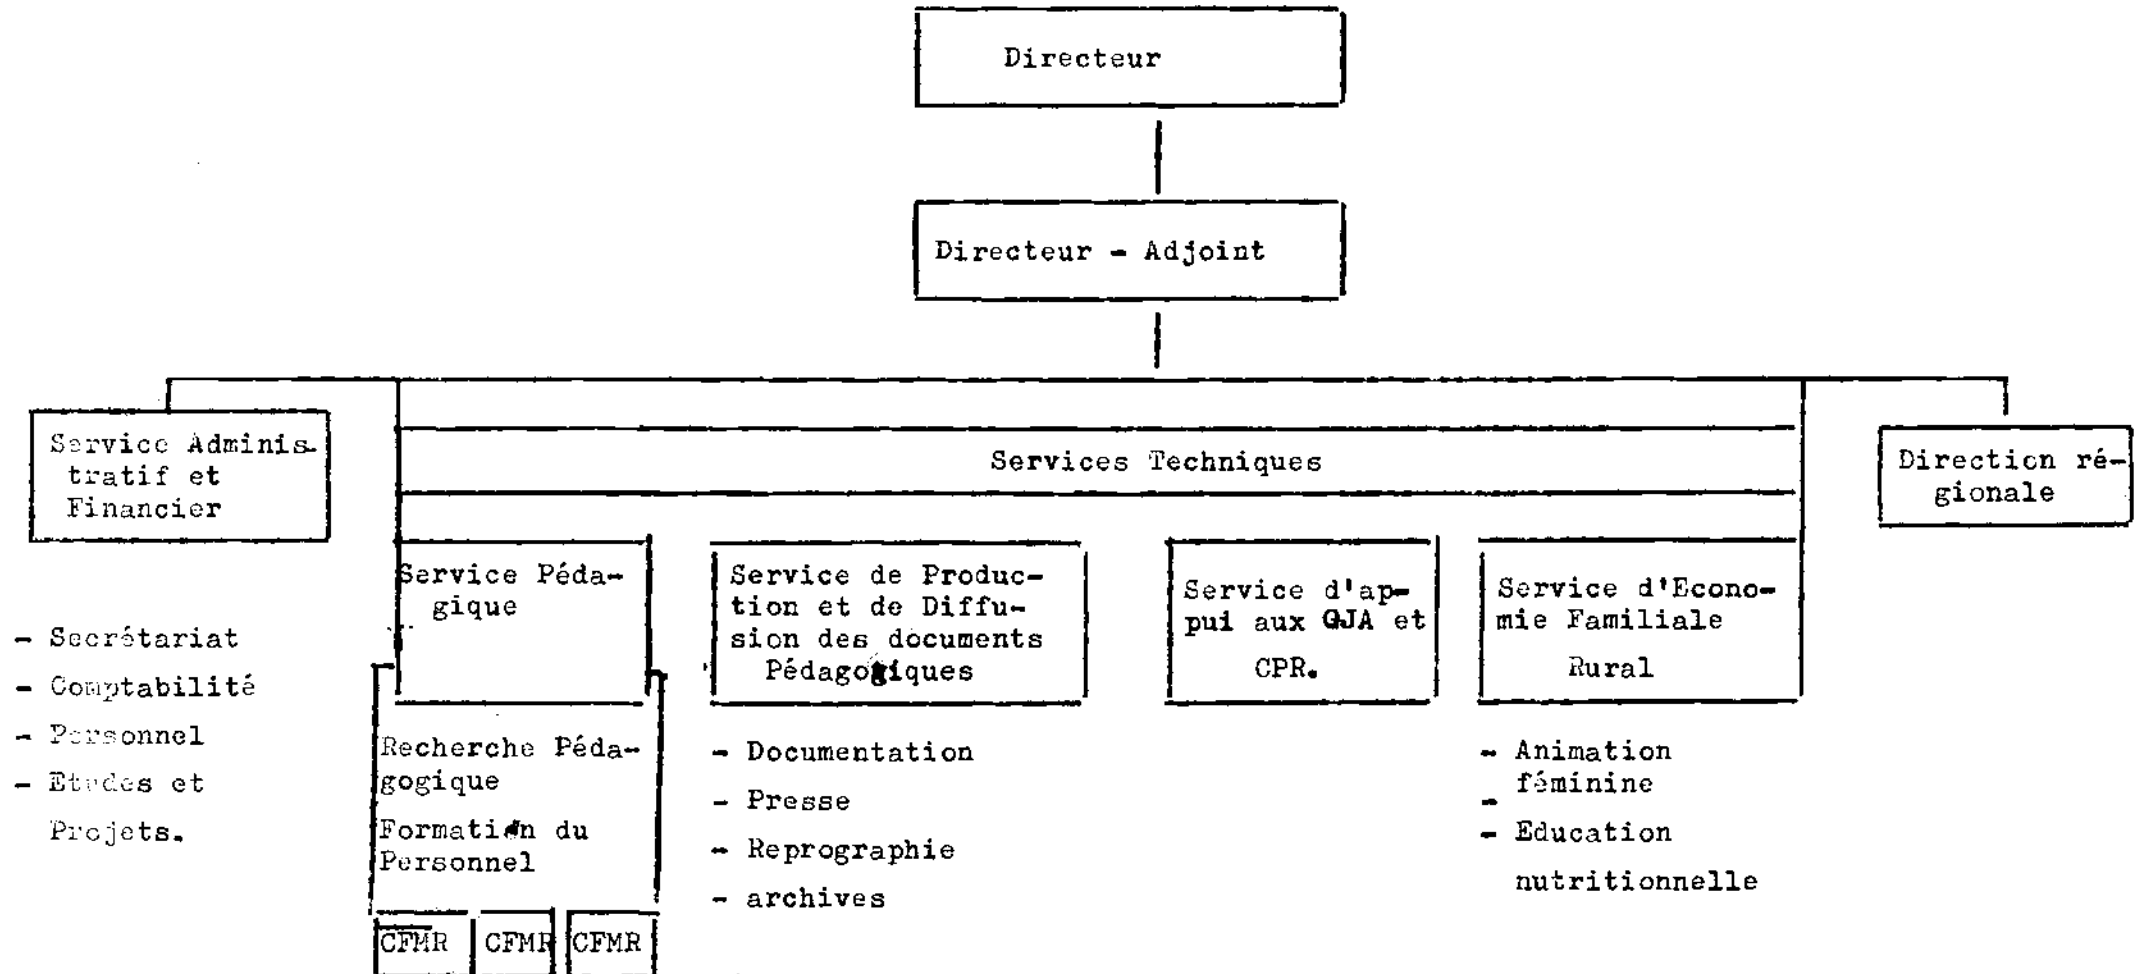 Directeur
Directeur - Adjoint
Service Adminis-
tratif et
Financier
- Secrétariat
- Comptabilité
- Personnel
- Etudes et
Projets.
Services Techniques
Service Péda-
gique
Recherche Péda-
gogique
Formation du
Personnel
CFMR
CFMR
CFMR
Service de Produc-
tion et de Diffu-
sion des documents
Pédagogiques
- Documentation
- Presse
- Reprographie
- archives
Service d'ap-
pui aux GJA et
CPR.
Service d'Econo-
mie Familiale
Rural
- Animation
féminine
-
- Education
nutritionnelle
Direction ré-
gionale